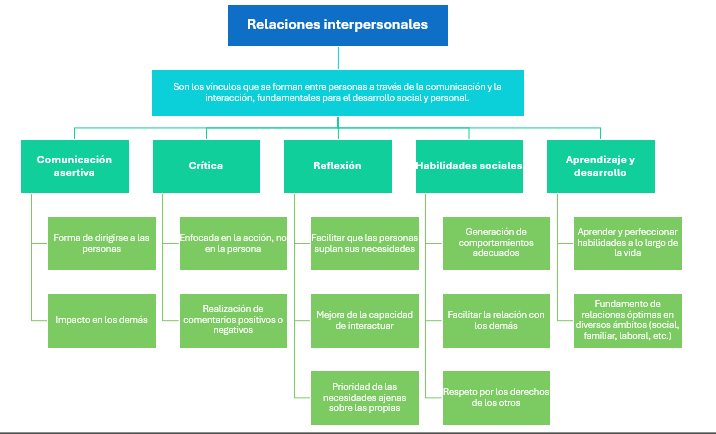 Relaciones interpersonales
Son los vínculos que se forman entre personas a través de la comunicación y la
interacción, fundamentales para el desarrollo social y personal.
Comunicación
asertiva
Forma de dirigirse a las
personas
Impacto en los demás
Crítica
Enfocada en la acción, no
en la persona
Realización de
comentarios positivos o
negativos
Reflexión
Facilitar que las personas
suplan sus necesidades
Mejora de la capacidad
de interactuar
Prioridad de las
necesidades ajenas
sobre las propias
Habilidades sociales
Generación de
comportamientos
adecuados
Facilitar la relación con
los demás
Respeto por los derechos
de los otros
Aprendizaje y
desarrollo
Aprender y perfeccionar
habilidades a lo largo de
la vida
Fundamento de
relaciones óptimas en
diversos ámbitos (social,
familiar, laboral, etc.)